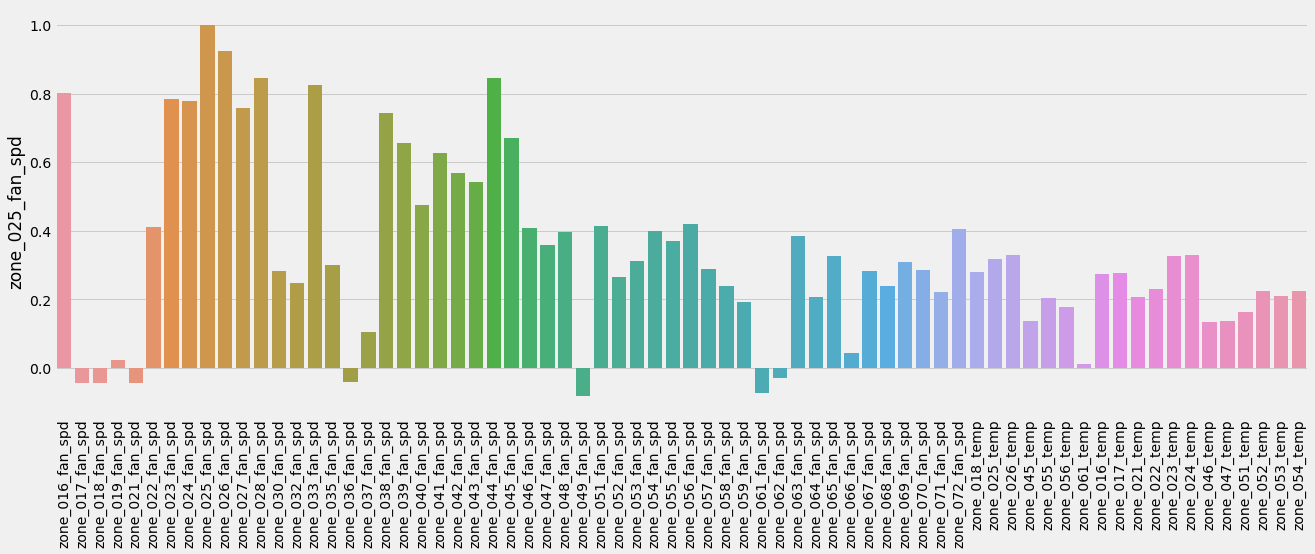 zone_025_fan_spd
1.0
0.8
0.6
0.4
0.2
0.0
zone_016_fan_spd
zone_017_fan_spd
zone_018_fan_spd
zone_019_fan_spd
zone_021_fan_spd
zone_022_fan_spd
zone_023_fan_spd
zone_024_fan_spd
zone_025_fan_spd
zone_026_fan_spd
zone_027_fan_spd
zone_028_fan_spd
zone_030_fan_spd
zone_032_fan_spd
zone_033_fan_spd
zone_035_fan_spd
zone_036_fan_spd
zone_037_fan_spd
zone_038_fan_spd
zone_039_fan_spd
zone_040_fan_spd
zone_041_fan_spd
zone_042_fan_spd
zone_043_fan_spd
zone_044_fan_spd
zone_045_fan_spd
zone_046_fan_spd
zone_047_fan_spd
zone_048_fan_spd
zone_049_fan_spd
zone_051_fan_spd
zone_052_fan_spd
zone_053_fan_spd
zone_054_fan_spd
zone_055_fan_spd
zone_056_fan_spd
zone_057_fan_spd
zone_058_fan_spd
zone_059_fan_spd
zone_061_fan_spd
zone_062_fan_spd
zone_063_fan_spd
zone_064_fan_spd
zone_065_fan_spd
zone_066_fan_spd
zone_067_fan_spd
zone_068_fan_spd
zone_069_fan_spd
zone_070_fan_spd
zone_071_fan_spd
zone_072_fan_spd
zone_018_temp
zone_025_temp
zone_026_temp
zone_045_temp
zone_055_temp
zone_056_temp
zone_061_temp
zone_016_temp
zone_017_temp
zone_021_temp
zone_022_temp
zone_023_temp
zone_024_temp
zone_046_temp
zone_047_temp
zone_051_temp
zone_052_temp
zone_053_temp
zone_054_temp